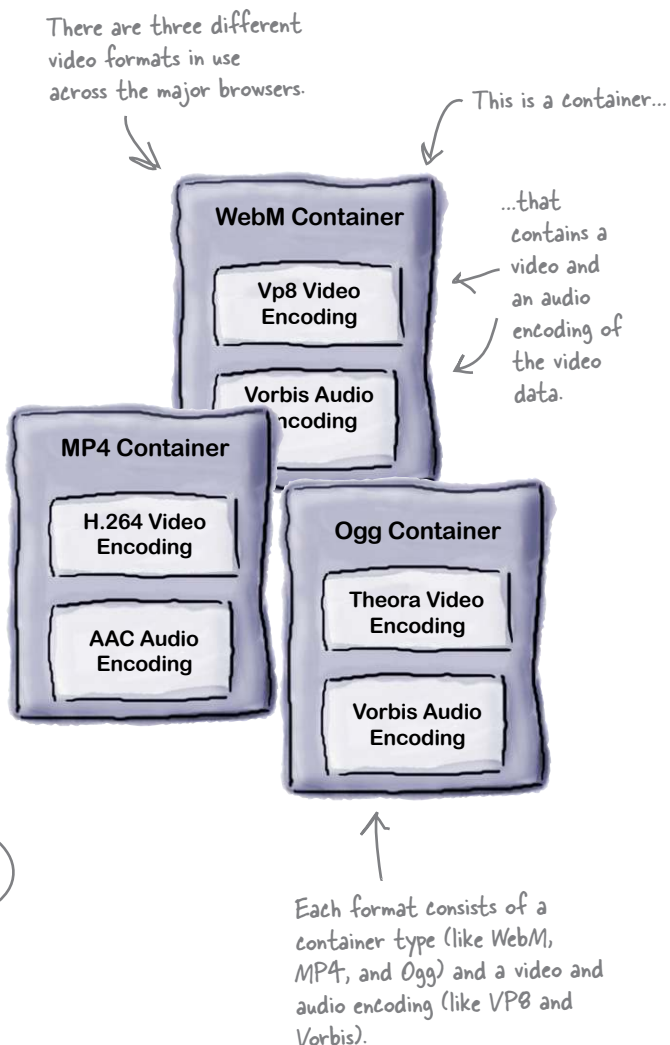 There are three different
video formats in use
across the major browsers.
This is a container...
...that
contains a
video and
an audio
encoding of
the video
data.
WebM Container
Vp8 Video
Encoding
Vorbis Audio
ncoding
MP4 Container
H.264 Video
Encoding
AAC Audio
Encoding
Ogg Container
Theora Video
Encoding
Vorbis Audio
Encoding
Each format consists of a
container type (like WebM,
MP4, and Ogg) and a video and
audio encoding (like VP8 and
Vorbis).